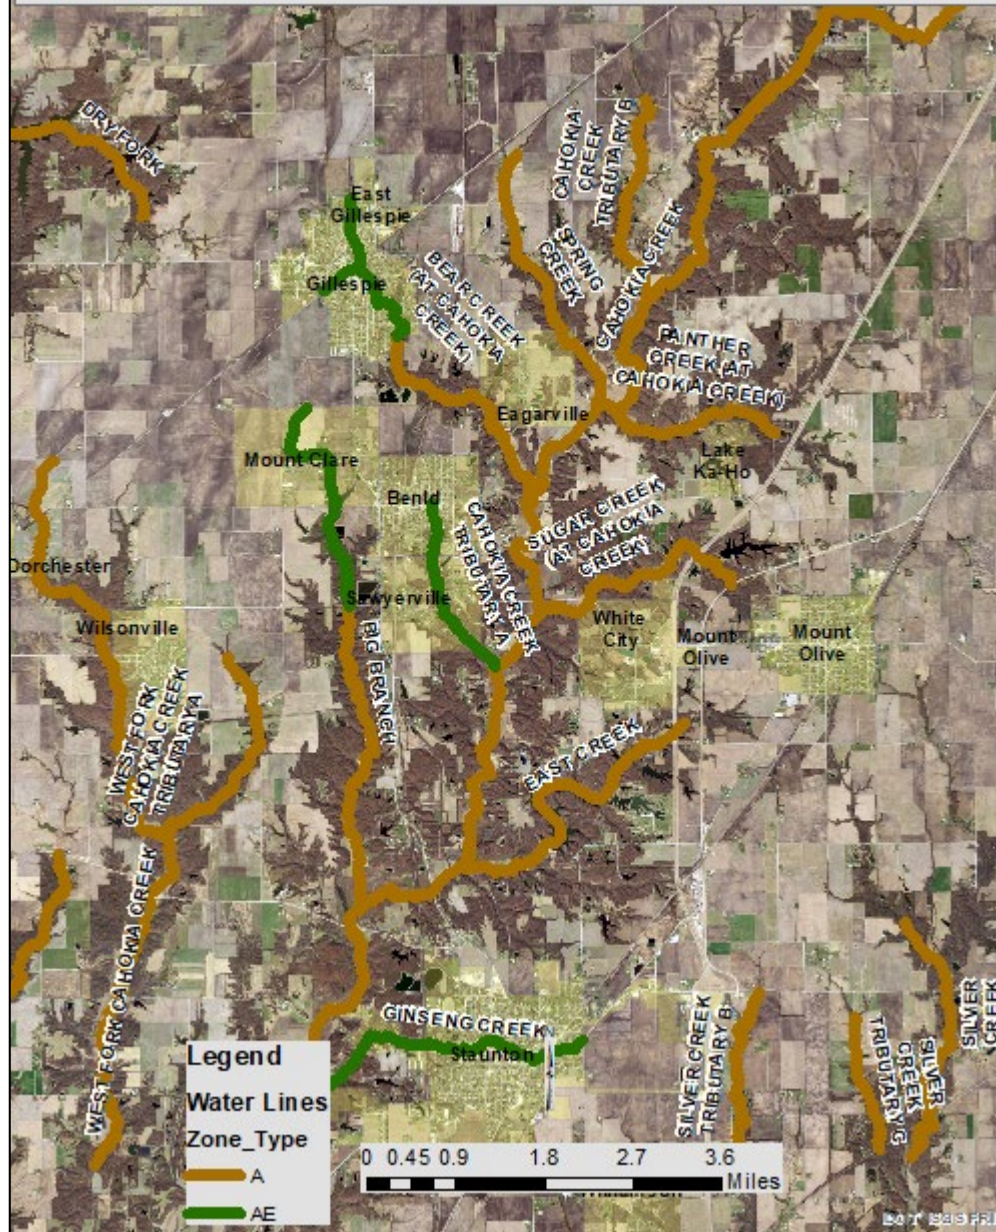 DRY FORK
CAHOKIA
CREEK
TRIBUTARY B
East
Gillespie
SPRING
CREEK
CAHOKIA CREEK
Gillespie
BEAR CREEK
(AT CAHOKIA
CREEK)
PANTHER
CREEK (AT
CAHOKIA CREEK)
Eagarville
Mount Clare
Lake
Ka-Ho
Benld
SUGAR CREEK
(AT CAHOKIA
CREEK)
CAHOKIA CREEK
TRIBUTARY A
Dorchester
Sawyerville
Wilsonville
White
City
Mount
Olive
Mount
Olive
BIG BRANCH
WEST FORK
CAHOKIA CREEK
TRIBUTARY A
EAST CREEK
WEST FORK CAHOKIA CREEK
GINSENG CREEK
Staunton
SILVER CREEK
TRIBUTARY B
TRIBUTARY G
SILVER
CREEK
SILVER
CREEK
Legend
Water Lines
Zone_Type
A
AE
0 0.45 0.9 1.8 2.7 3.6
Miles